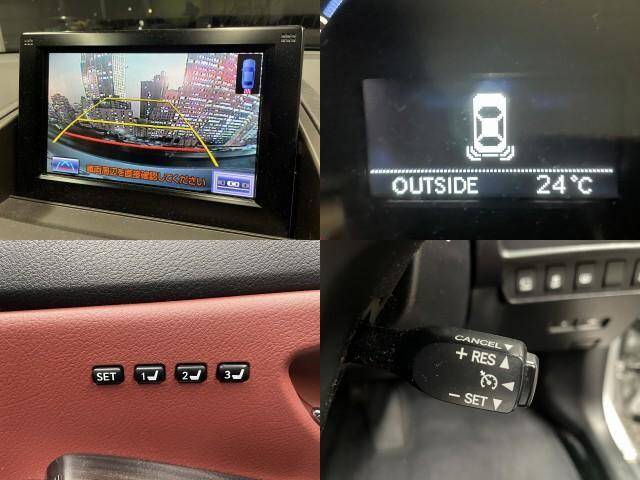 車両周辺を直接確認してください
OUTSIDE 24°C
SET 1 2 3
CANCEL▼
+ RES▲
◀
− SET▼